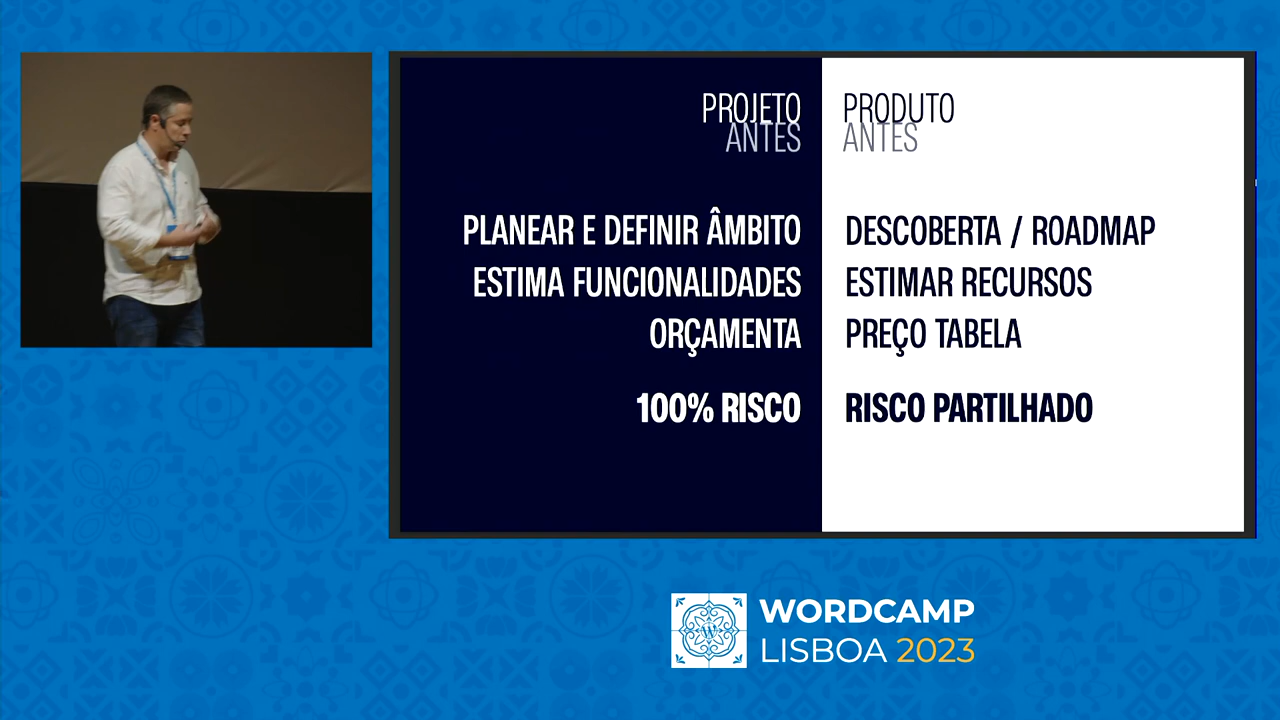 PROJETO
ANTES
PLANEAR E DEFINIR ÂMBITO
ESTIMA FUNCIONALIDADES
ORÇAMENTA
100% RISCO
PRODUTO
ANTES
DESCOBERTA / ROADMAP
ESTIMAR RECURSOS
PREÇO TABELA
RISCO PARTILHADO
WORDCAMP
LISBOA 2023